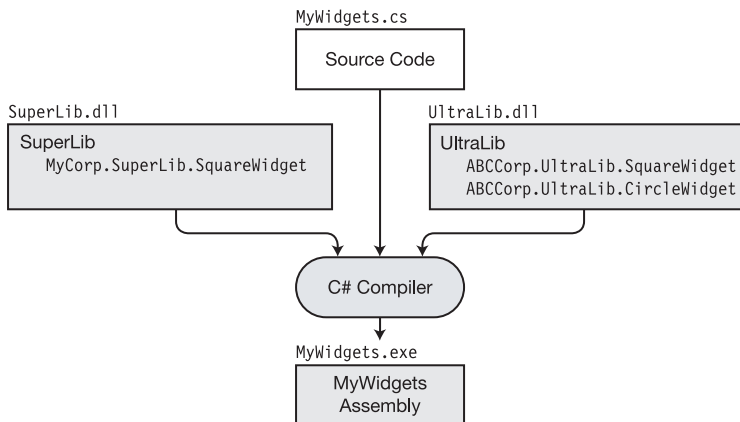 MyWidgets.cs
Source Code
SuperLib.dll
SuperLib
MyCorp.SuperLib.SquareWidget
UltraLib.dll
UltraLib
ABCCorp.UltraLib.SquareWidget
ABCCorp.UltraLib.CircleWidget
C# Compiler
MyWidgets.exe
MyWidgets
Assembly